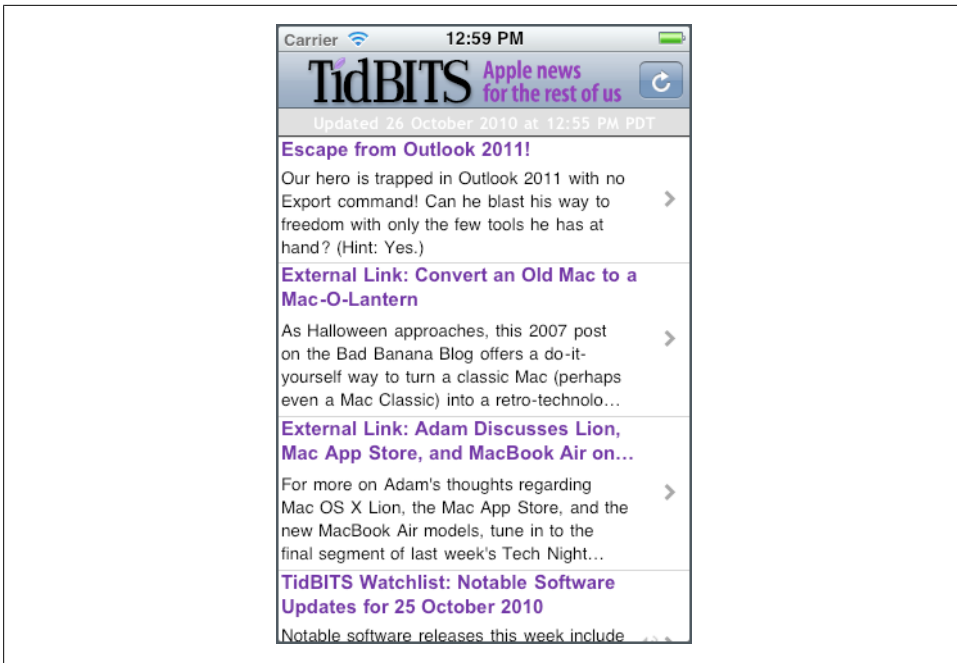 Carrier 12:59 PM
TidBITS Apple news
for the rest of us
Updated 26 October 2010 at 12:55 PM PDT
Escape from Outlook 2011!
Our hero is trapped in Outlook 2011 with no
Export command! Can he blast his way to
freedom with only the few tools he has at
hand? (Hint: Yes.)
External Link: Convert an Old Mac to a
Mac-O-Lantern
As Halloween approaches, this 2007 post
on the Bad Banana Blog offers a do-it-
yourself way to turn a classic Mac (perhaps
even a Mac Classic) into a retro-technolo…
External Link: Adam Discusses Lion,
Mac App Store, and MacBook Air on…
For more on Adam's thoughts regarding
Mac OS X Lion, the Mac App Store, and the
new MacBook Air models, tune in to the
final segment of last week's Tech Night…
TidBITS Watchlist: Notable Software
Updates for 25 October 2010
Notable software releases this week include